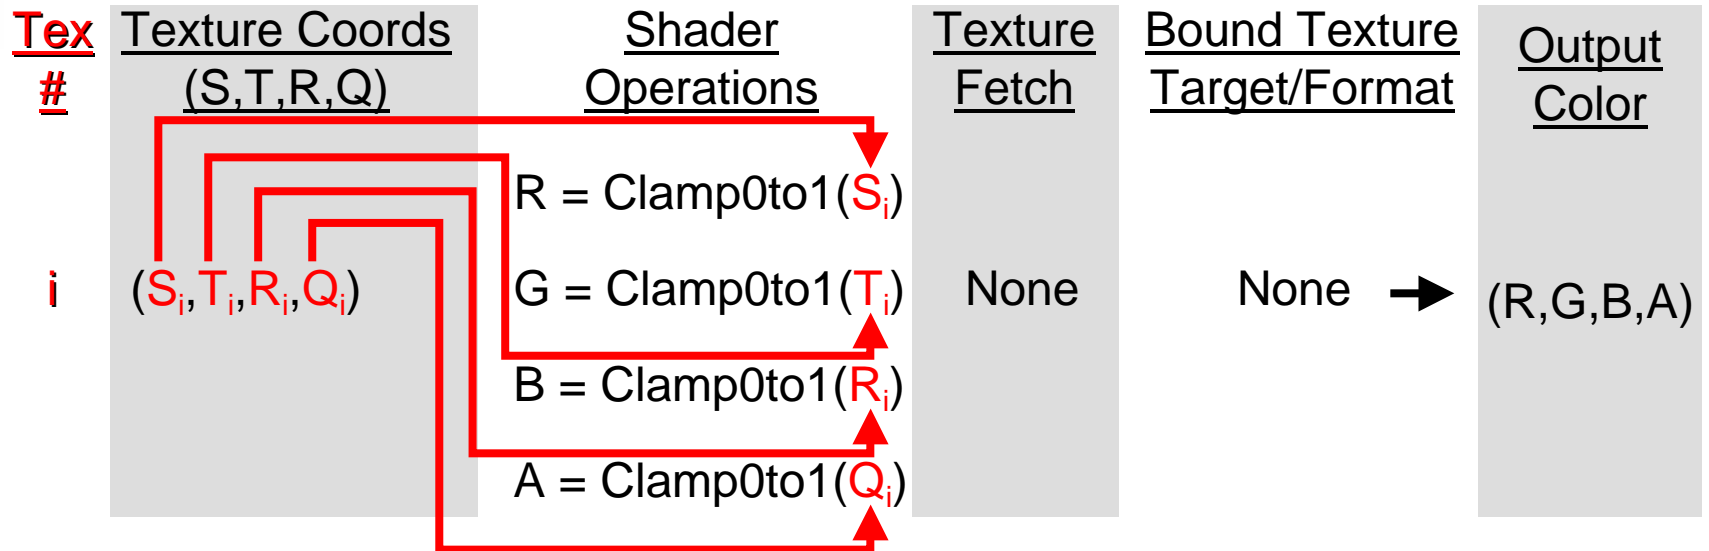 Tex
#
Texture Coords
(S,T,R,Q)
Shader
Operations
Texture
Fetch
Bound Texture
Target/Format
Output
Color
R = Clamp0to1(Si)
i
(Si,Ti,Ri,Qi)
G = Clamp0to1(Ti)
None
None
(R,G,B,A)
B = Clamp0to1(Ri)
A = Clamp0to1(Qi)